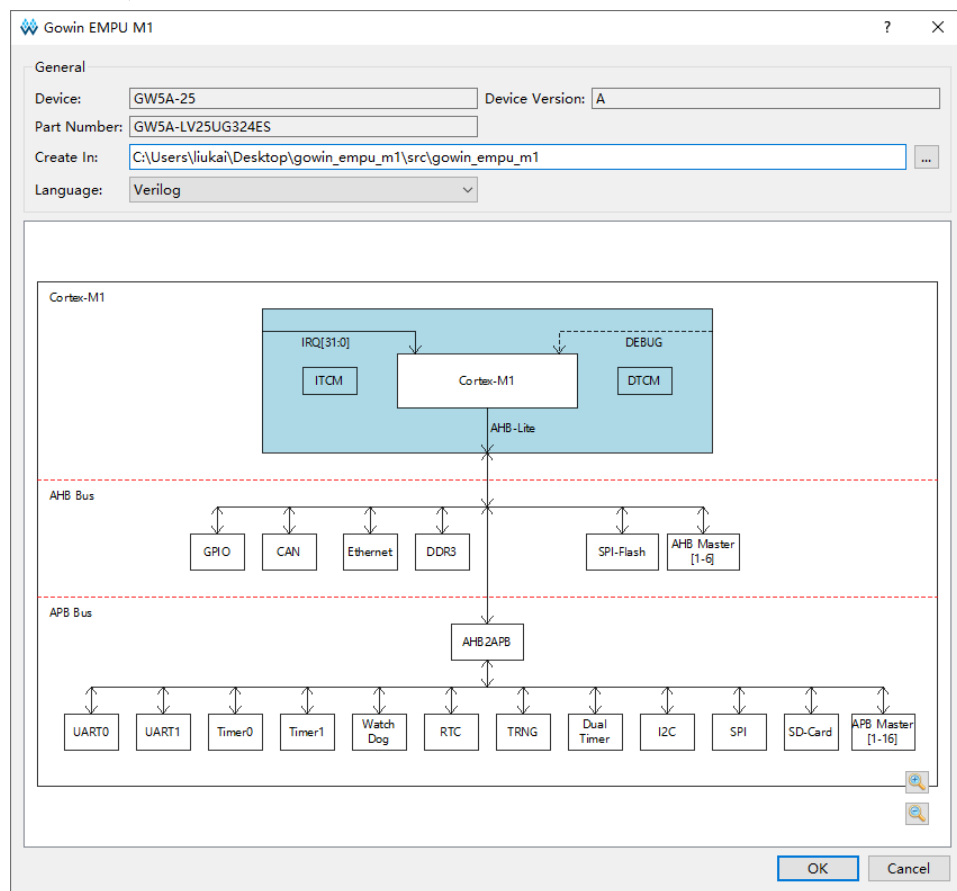 Gowin EMPU M1
?
General
Device: GW5A-25 Device Version: A
Part Number: GW5A-LV25UG324ES
Create In: C:\Users\liukai\Desktop\gowin_empu_m1\src\gowin_empu_m1 ...
Language: Verilog
Cortex-M1
IRQ[31:0] DEBUG
ITCM Cortex-M1 DTCM
AHB-Lite
AHB Bus
GPIO CAN Ethernet DDR3 SPI-Flash AHB Master
[1-6]
APB Bus
AHB2APB
UART0 UART1 Timer0 Timer1 Watch
Dog RTC TRNG Dual
Timer I2C SPI SD-Card APB Master
[1-16]
OK Cancel